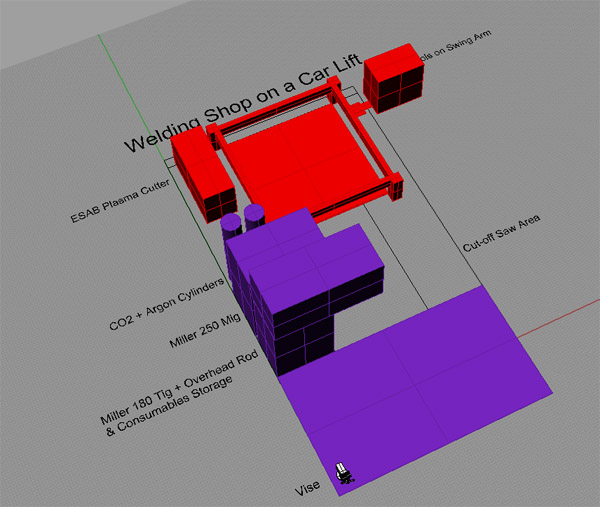 Welding Shop on a Car Lift
on Swing Arm
ESAB Plasma Cutter
Cut-off Saw Area
CO2 + Argon Cylinders
Miller 250 Mig
Miller 180 Tig + Overhead Rod
& Consumables Storage
Vise